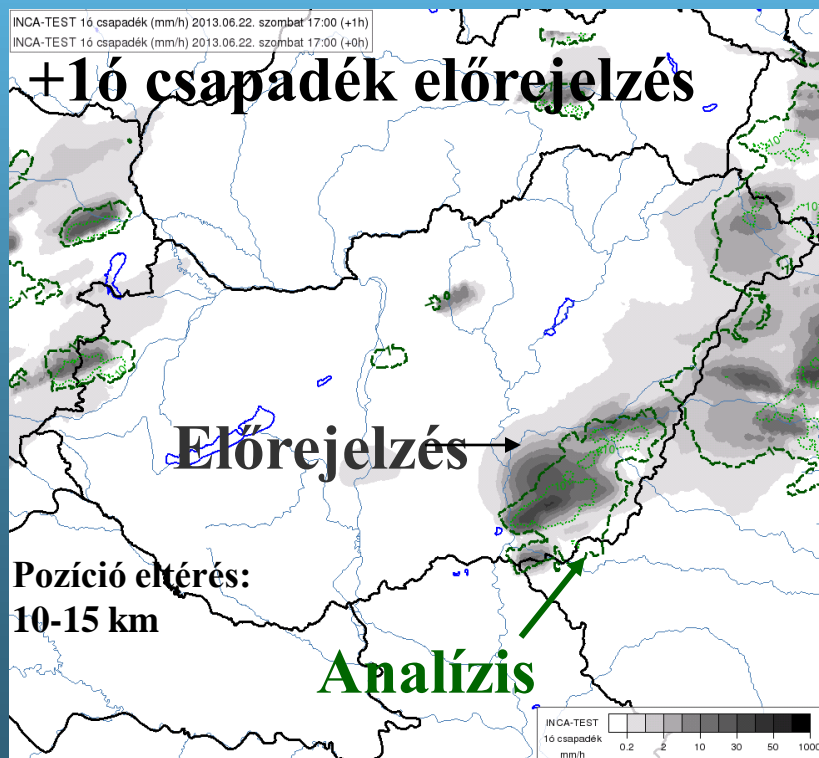 INCA-TEST 1ó csapadék (mm/h) 2013.06.22. szombat 17:00 (+1h)
INCA-TEST 1ó csapadék (mm/h) 2013.06.22. szombat 17:00 (+0h)
+1ó csapadék előrejelzés
Előrejelzés
Pozíció eltérés:
10-15 km
Analízis
INCA-TEST
1ó csapadék
mm/h
0.2 2 10 30 50 1000